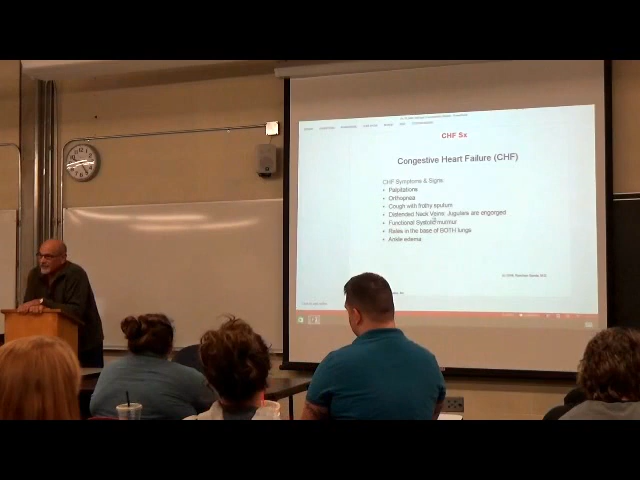 CHF Sx
Congestive Heart Failure (CHF)
CHF Symptoms & Signs:
• Palpitations
• Orthopnea
• Cough with frothy sputum
• Distended Neck Veins: Jugulars are engorged
• Functional Systolic murmur
• Rales in the base of BOTH lungs
• Ankle edema